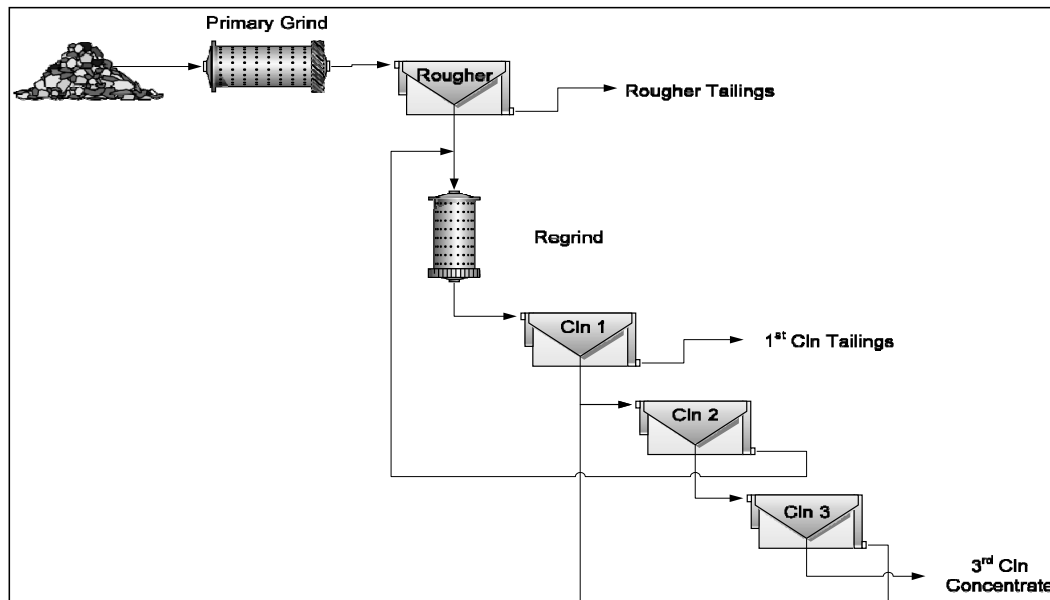 Primary Grind
Rougher
Rougher Tailings
Regrind
Cln 1
1st Cln Tailings
Cln 2
Cln 3
3rd Cln
Concentrate